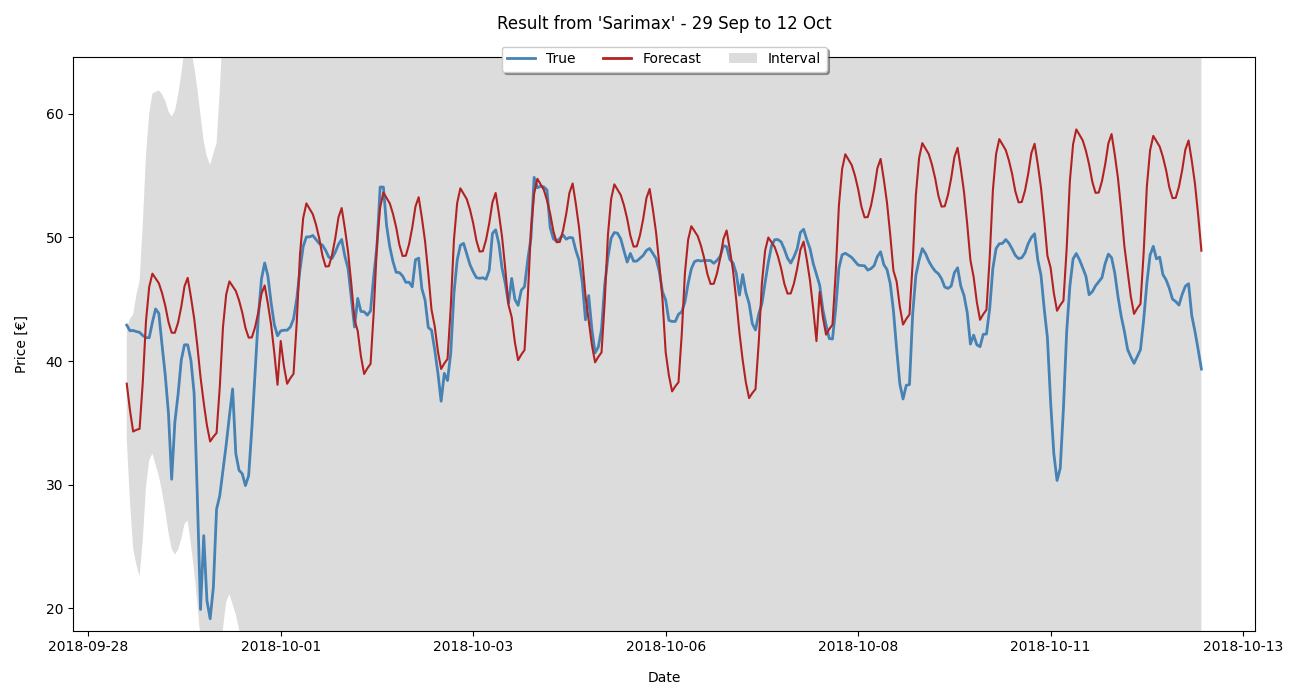 Result from 'Sarimax' - 29 Sep to 12 Oct
True Forecast Interval
Price [€]
60
50
40
30
20
2018-09-28 2018-10-01 2018-10-03 2018-10-06 2018-10-08 2018-10-11 2018-10-13
Date